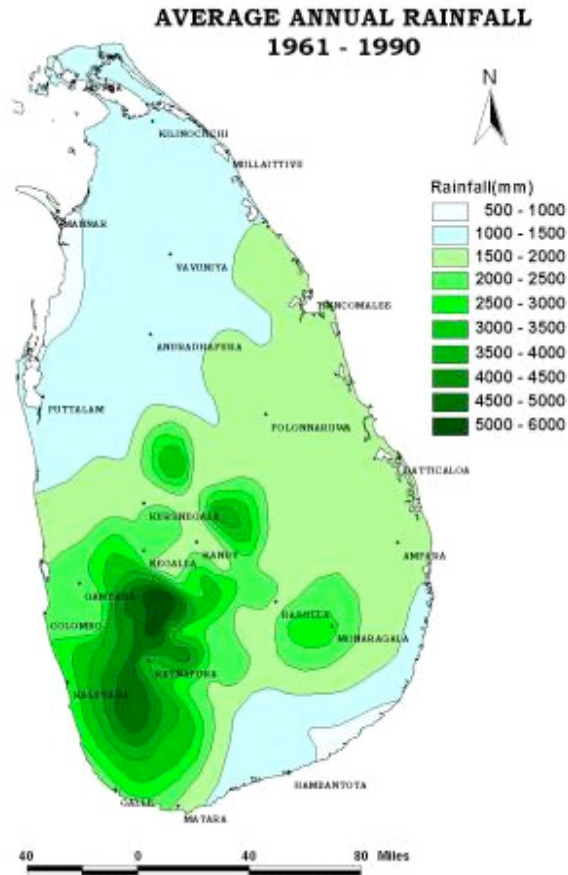 AVERAGE ANNUAL RAINFALL
1961 - 1990
N
KILINOCHCHI
MULLAITTIVU
Rainfall(mm)
500 - 1000
1000 - 1500
1500 - 2000
2000 - 2500
2500 - 3000
3000 - 3500
3500 - 4000
4000 - 4500
4500 - 5000
5000 - 6000
MANNAR
VAVUNIYA
TRINCOMALEE
ANURADHAPURA
PUTTALAM
POLONNARUWA
BATTICALOA
KURUNEGALA
KANDY
AMPARA
KEGALLA
GAMPAHA
BADULLA
COLOMBO
MONARAGALA
RATNAPURA
KALUTARA
HAMBANTOTA
GALLE
MATARA
40 0 40 80 Miles